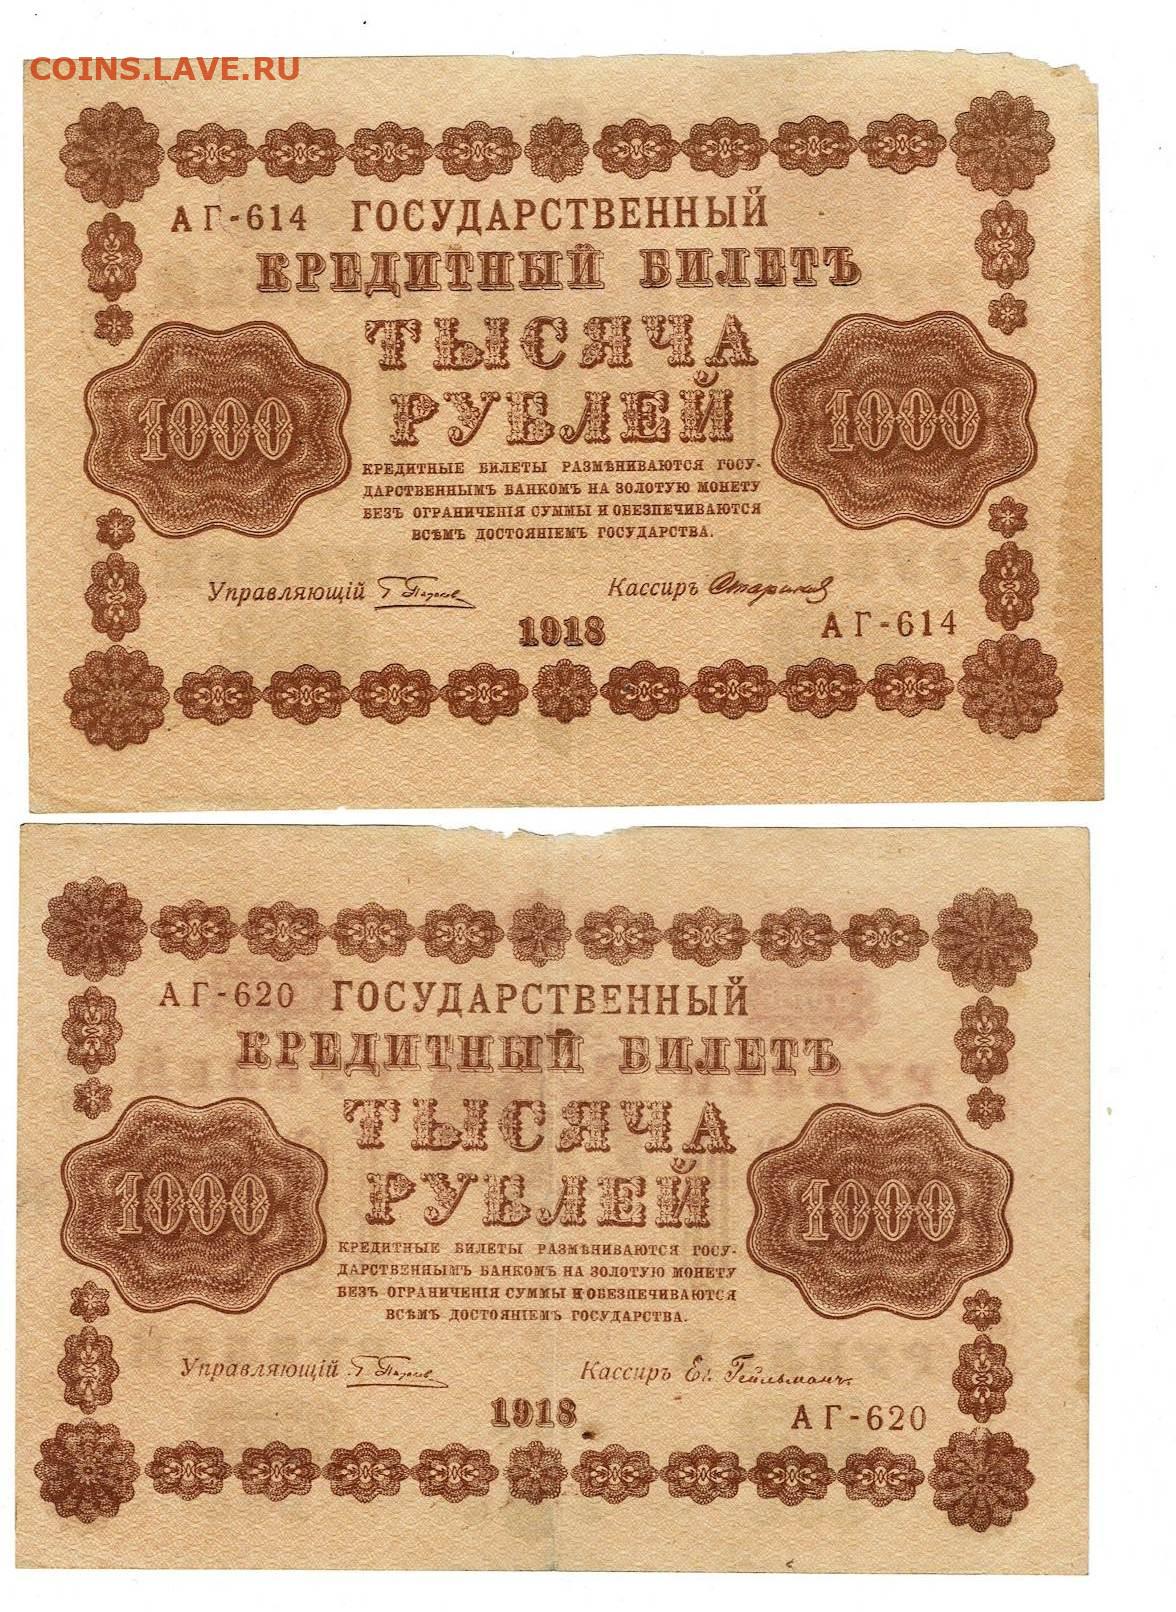 COINS.LAVE.RU
АГ-614 ГОСУДАРСТВЕННЫЙ
КРЕДИТНЫЙ БИЛЕТЪ
ТЫСЯЧА
1000 РУБЛЕЙ 1000
КРЕДИТНЫЕ БИЛЕТЫ РАЗМѢНИВАЮТСЯ ГОСУ-
ДАРСТВЕННЫМЪ БАНКОМЪ НА ЗОЛОТУЮ МОНЕТУ
БЕЗЪ ОГРАНИЧЕНІЯ СУММЫ И ОБЕЗПЕЧИВАЮТСЯ
ВСѢМЪ ДОСТОЯНІЕМЪ ГОСУДАРСТВА.
Управляющій Кассиръ
1918 АГ-614
АГ-620 ГОСУДАРСТВЕННЫЙ
КРЕДИТНЫЙ БИЛЕТЪ
ТЫСЯЧА
1000 РУБЛЕЙ 1000
КРЕДИТНЫЕ БИЛЕТЫ РАЗМѢНИВАЮТСЯ ГОСУ-
ДАРСТВЕННЫМЪ БАНКОМЪ НА ЗОЛОТУЮ МОНЕТУ
БЕЗЪ ОГРАНИЧЕНІЯ СУММЫ И ОБЕЗПЕЧИВАЮТСЯ
ВСѢМЪ ДОСТОЯНІЕМЪ ГОСУДАРСТВА.
Управляющій Кассиръ Гейльманъ
1918 АГ-620